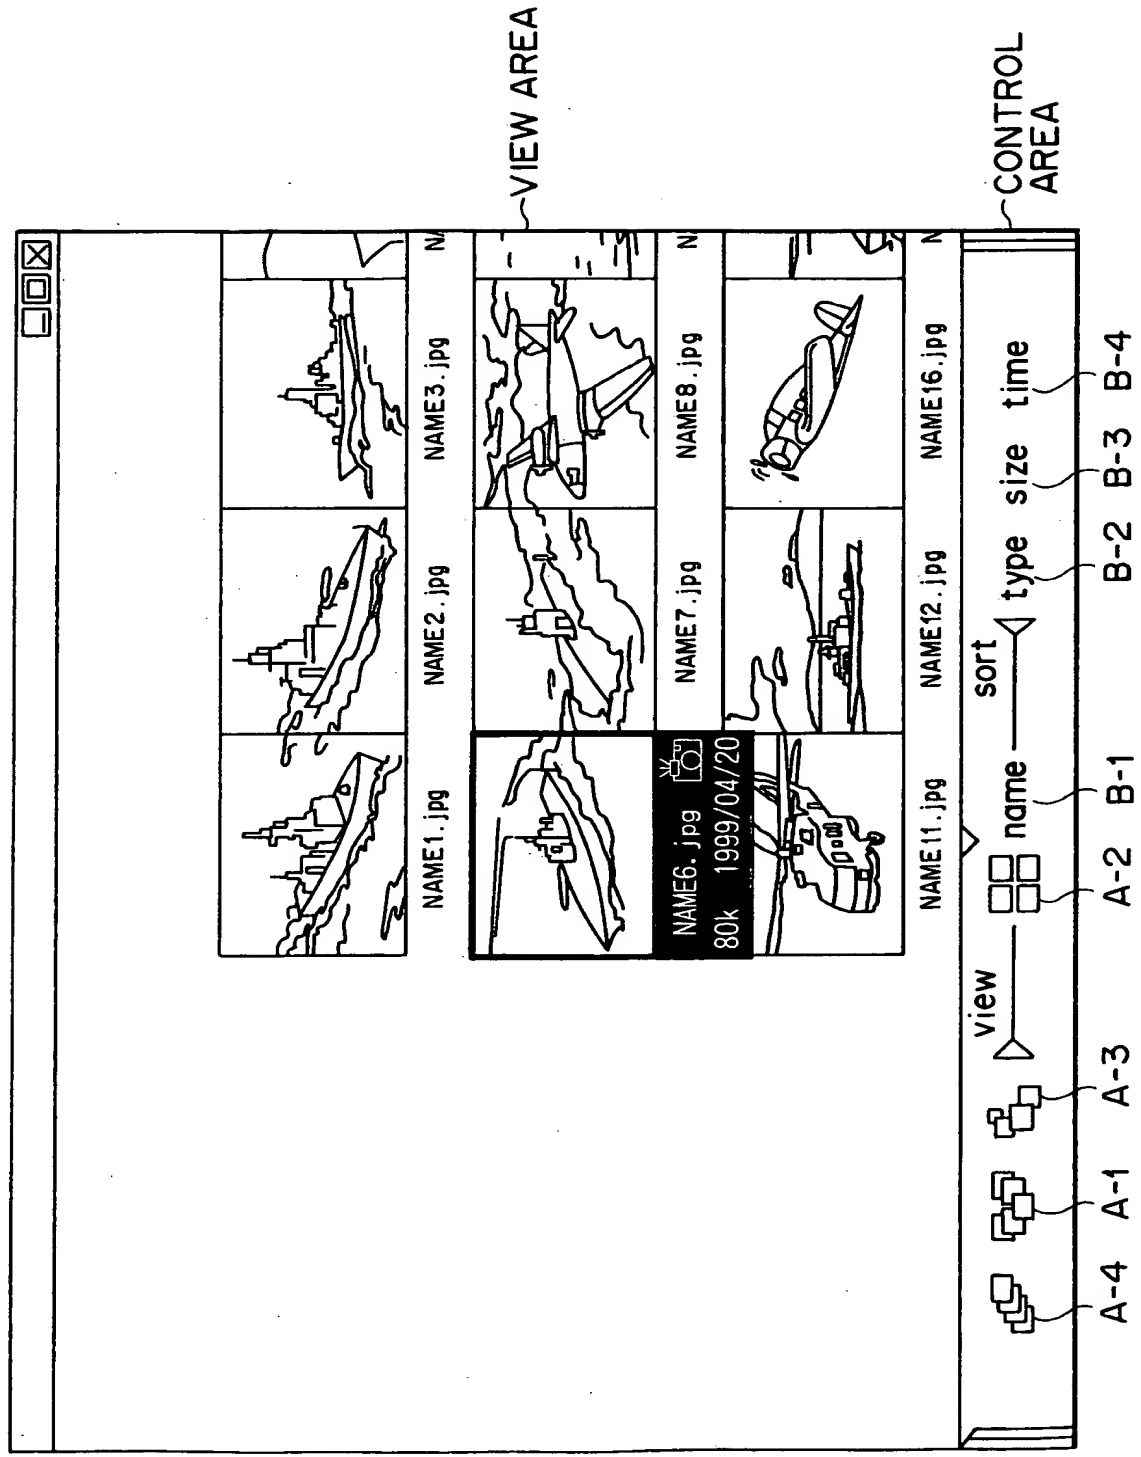 VIEW AREA
NAME1.jpg NAME2.jpg NAME3.jpg NA
NAME6.jpg NAME7.jpg NAME8.jpg NA
80k 1999/04/20
NAME11.jpg NAME12.jpg NAME16.jpg N
view sort
name type size time
CONTROL
AREA
A-4 A-1 A-3 A-2 B-1 B-2 B-3 B-4